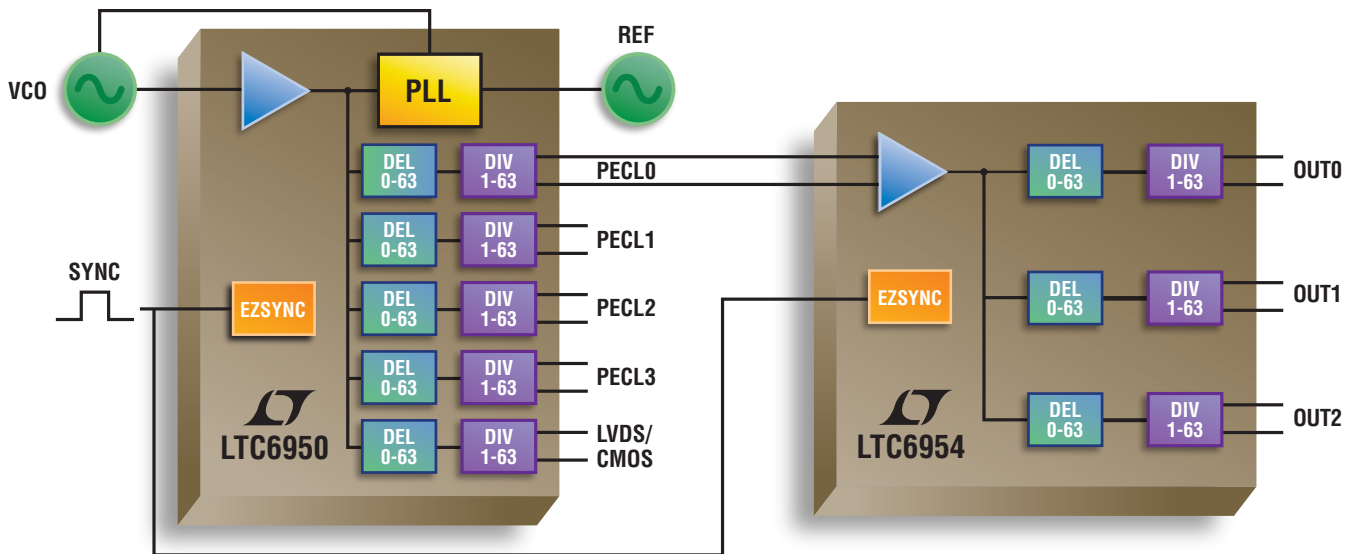 REF
VCO
PLL
DEL
0-63
DIV
1-63
PECL0
DEL
0-63
DIV
1-63
PECL1
DEL
0-63
DIV
1-63
PECL2
DEL
0-63
DIV
1-63
PECL3
DEL
0-63
DIV
1-63
LVDS/
CMOS
SYNC
EZSYNC
LTC6950
DEL
0-63
DIV
1-63
OUT0
EZSYNC
DEL
0-63
DIV
1-63
OUT1
DEL
0-63
DIV
1-63
OUT2
LTC6954